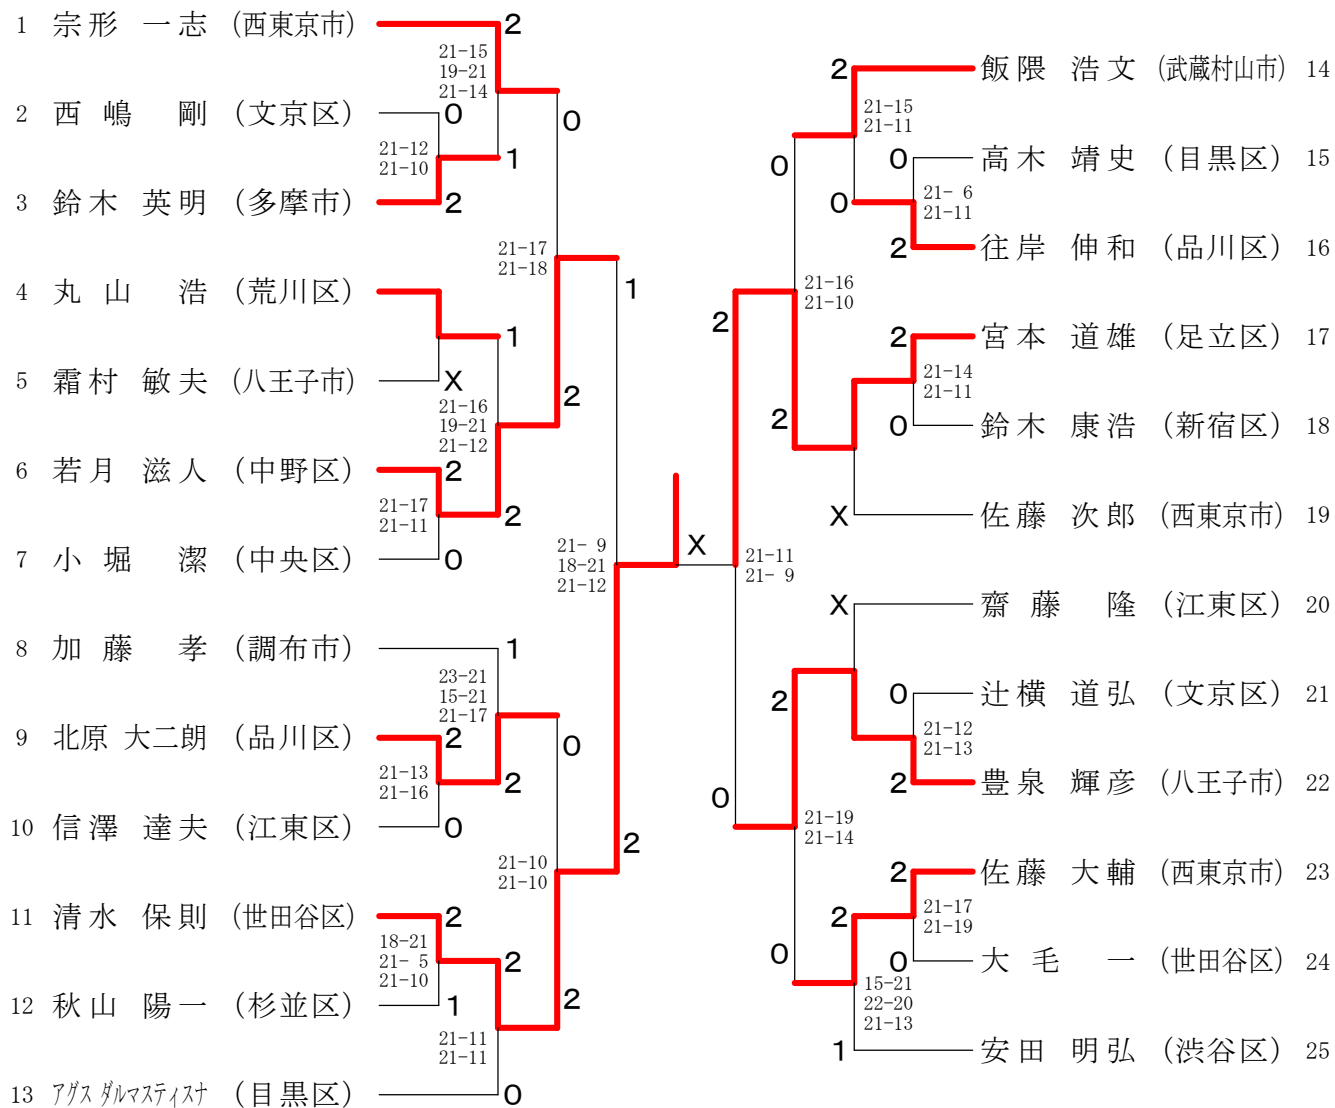 1 宗形 一志 (西東京市)
2
21-15
19-21
21-14
2 西嶋 剛 (文京区)
0
0
21-12
21-10
1
3 鈴木 英明 (多摩市)
2
21-17
21-18
4 丸山 浩 (荒川区)
1
1
5 霜村 敏夫 (八王子市)
X
2
21-16
19-21
21-12
6 若月 滋人 (中野区)
2
21-17
21-11
2
7 小堀 潔 (中央区)
0
21- 9
18-21
21-12
X
8 加藤 孝 (調布市)
1
23-21
15-21
21-17
9 北原 大二朗 (品川区)
2
0
21-13
21-16
2
10 信澤 達夫 (江東区)
0
2
21-10
21-10
11 清水 保則 (世田谷区)
2
18-21
21- 5
21-10
2
12 秋山 陽一 (杉並区)
1
2
21-11
21-11
13 アグス ダルマスティスナ (目黒区)
0
2
飯隈 浩文 (武蔵村山市) 14
21-15
21-11
0
0
高木 靖史 (目黒区) 15
21- 6
21-11
0
2
往岸 伸和 (品川区) 16
21-16
21-10
2
2
宮本 道雄 (足立区) 17
21-14
21-11
2
0
鈴木 康浩 (新宿区) 18
X
佐藤 次郎 (西東京市) 19
21-11
21- 9
X
齋藤 隆 (江東区) 20
2
0
辻横 道弘 (文京区) 21
21-12
21-13
2
豊泉 輝彦 (八王子市) 22
0
21-19
21-14
2
佐藤 大輔 (西東京市) 23
21-17
21-19
2
0
0
大毛 一 (世田谷区) 24
15-21
22-20
21-13
1
安田 明弘 (渋谷区) 25